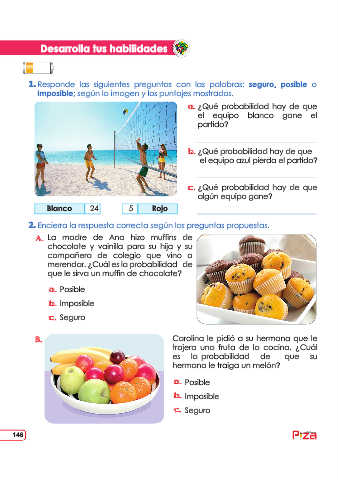 Desarrolla tus habilidades
1. Responde las siguientes preguntas con las palabras: seguro, posible o
imposible; según la imagen y los puntajes mostrados.
a. ¿Qué probabilidad hay de que
el equipo blanco gane el
partido?
b. ¿Qué probabilidad hay de que
el equipo azul pierda el partido?
c. ¿Qué probabilidad hay de que
algún equipo gane?
Blanco 24 5 Rojo
2. Encierra la respuesta correcta según las preguntas propuestas.
A. La madre de Ana hizo muffins de
chocolate y vainilla para su hija y su
compañera de colegio que vino a
merendar. ¿Cuál es la probabilidad de
que le sirva un muffin de chocolate?
a. Posible
b. Imposible
c. Seguro
B. Carolina le pidió a su hermana que le
trajera una fruta de la cocina, ¿Cuál
es la probabilidad de que su
hermana le traiga un melón?
a. Posible
b. Imposible
c. Seguro